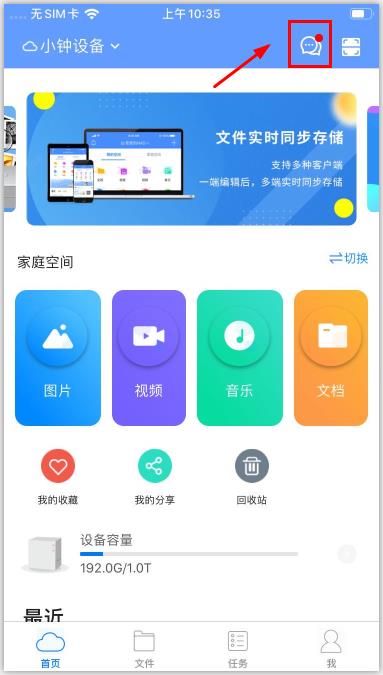 无SIM卡
上午10:35
小钟设备
文件实时同步存储
支持多种客户端
一端编辑后，多端实时同步存储
家庭空间
切换
图片
视频
音乐
文档
我的收藏
我的分享
回收站
设备容量
192.0G/1.0T
最近
首页
文件
任务
我